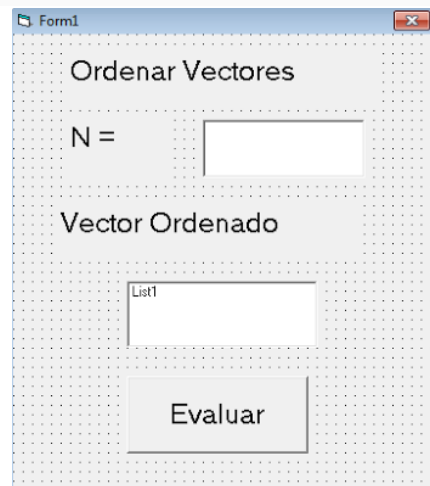 Form1
Ordenar Vectores
N =
Vector Ordenado
List1
Evaluar